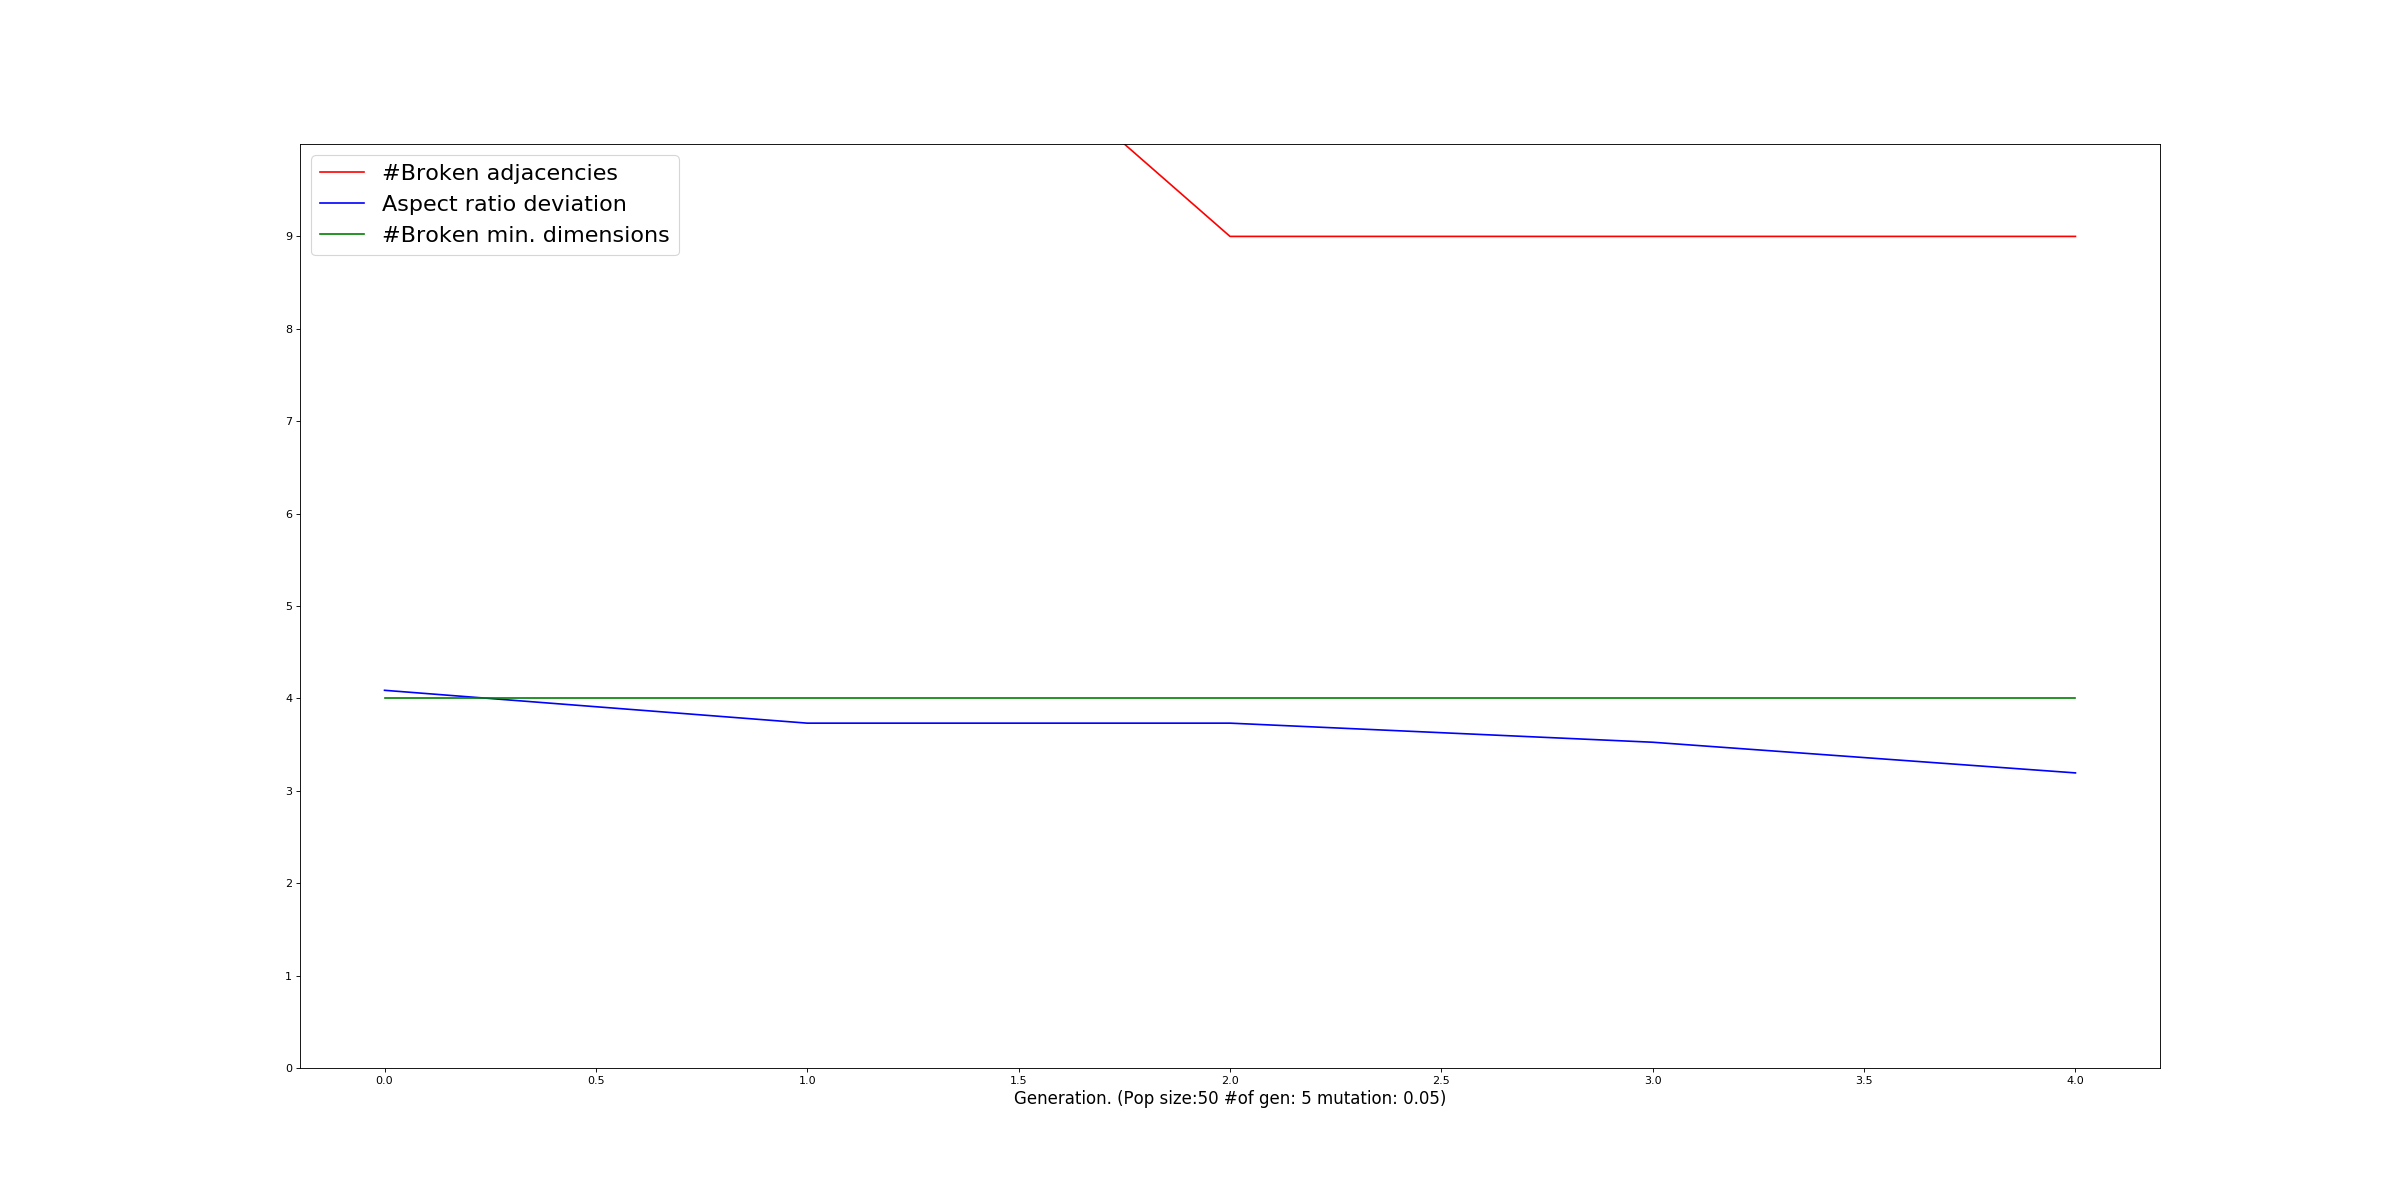 #Broken adjacencies
Aspect ratio deviation
#Broken min. dimensions
9
8
7
6
5
4
3
2
1
0
0.0 0.5 1.0 1.5 2.0 2.5 3.0 3.5 4.0
Generation. (Pop size:50 #of gen: 5 mutation: 0.05)